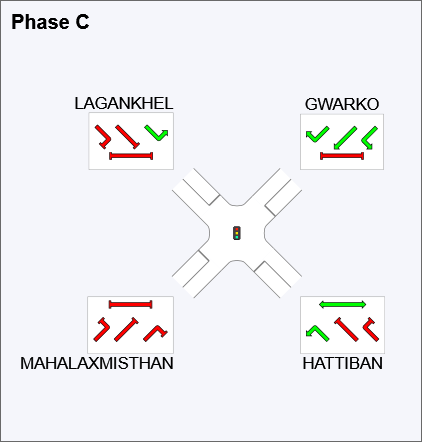 Phase C
LAGANKHEL
GWARKO
MAHALAXMISTHAN
HATTIBAN